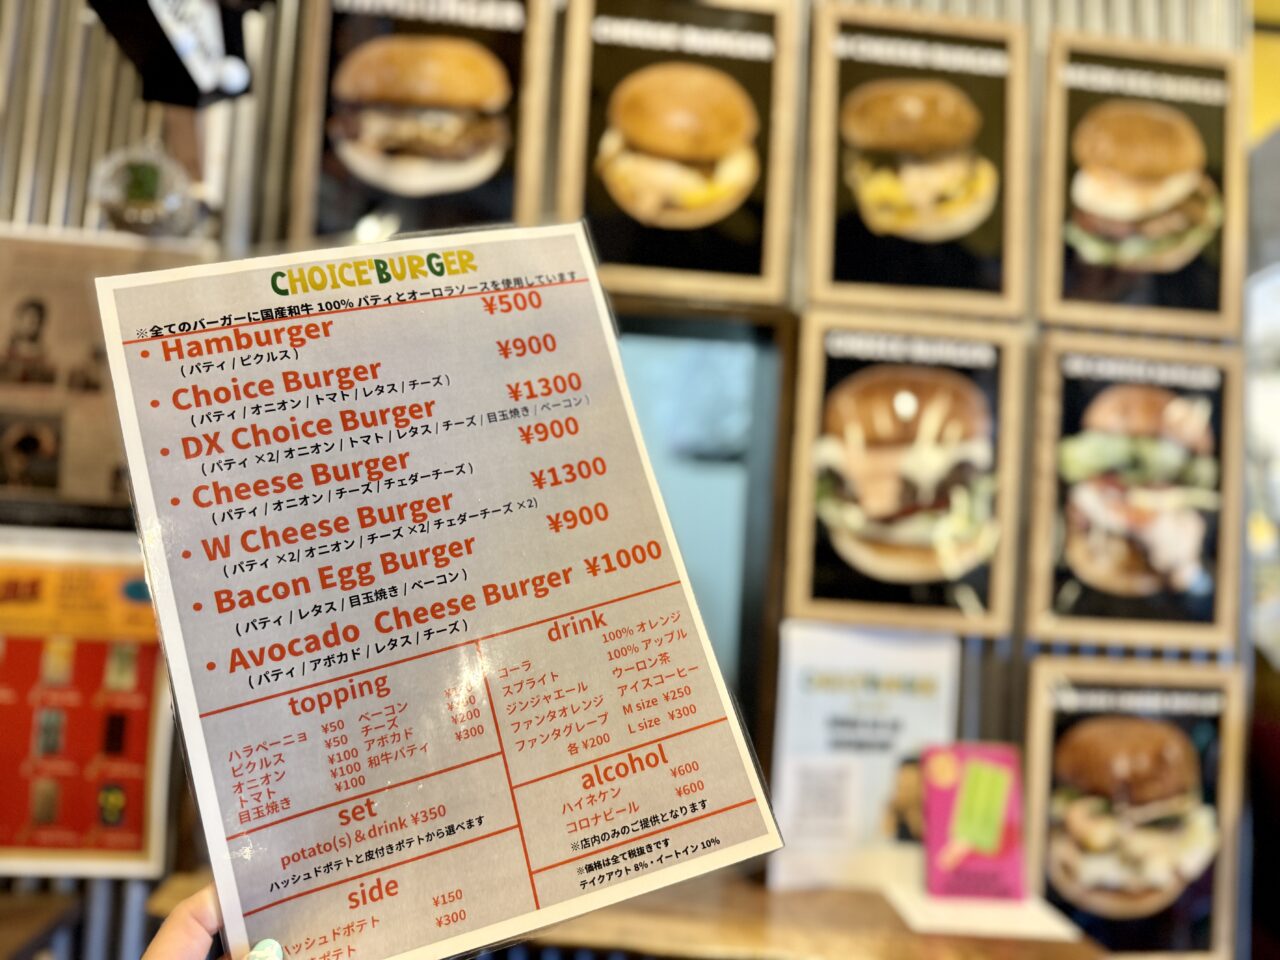 CHOICE'BURGER
※全てのバーガーに国産和牛100%パティとオーロラソースを使用しています
• Hamburger ¥500
(パティ/ピクルス)
• Choice Burger ¥900
(パティ/オニオン/トマト/レタス/チーズ)
• DX Choice Burger ¥1300
(パティ×2/オニオン/トマト/レタス/チーズ/目玉焼き/ベーコン)
• Cheese Burger ¥900
(パティ/オニオン/チーズ/チェダーチーズ)
• W Cheese Burger ¥1300
(パティ×2/オニオン/チーズ×2/チェダーチーズ×2)
• Bacon Egg Burger ¥900
(パティ/レタス/目玉焼き/ベーコン)
• Avocado Cheese Burger ¥1000
(パティ/アボカド/レタス/チーズ)
topping
ハラペーニョ ¥50 ベーコン
ピクルス ¥50 チーズ
オニオン ¥100 アボカド ¥200
トマト ¥100 和牛パティ ¥300
目玉焼き ¥100
set
potato(s)&drink ¥350
ハッシュドポテトと皮付きポテトから選べます
side
ハッシュドポテト ¥150
ポテト ¥300
drink
コーラ 100%オレンジ
スプライト 100%アップル
ジンジャエール ウーロン茶
ファンタオレンジ アイスコーヒー
ファンタグレープ M size ¥250
各¥200 L size ¥300
alcohol
ハイネケン ¥600
コロナビール ¥600
※店内のみのご提供となります
※価格は全て税抜きです
テイクアウト8%・イートイン10%